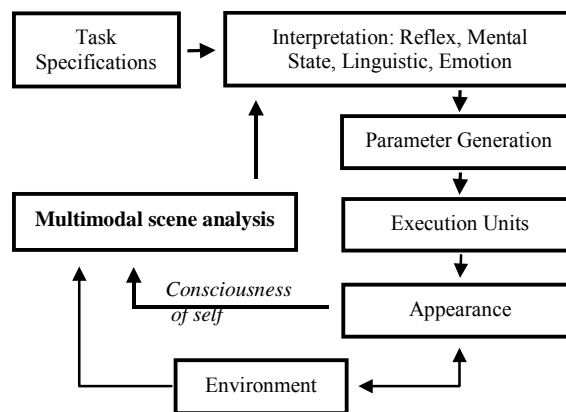 Task
Specifications
Interpretation: Reflex, Mental
State, Linguistic, Emotion
Parameter Generation
Multimodal scene analysis
Execution Units
Consciousness
of self
Appearance
Environment